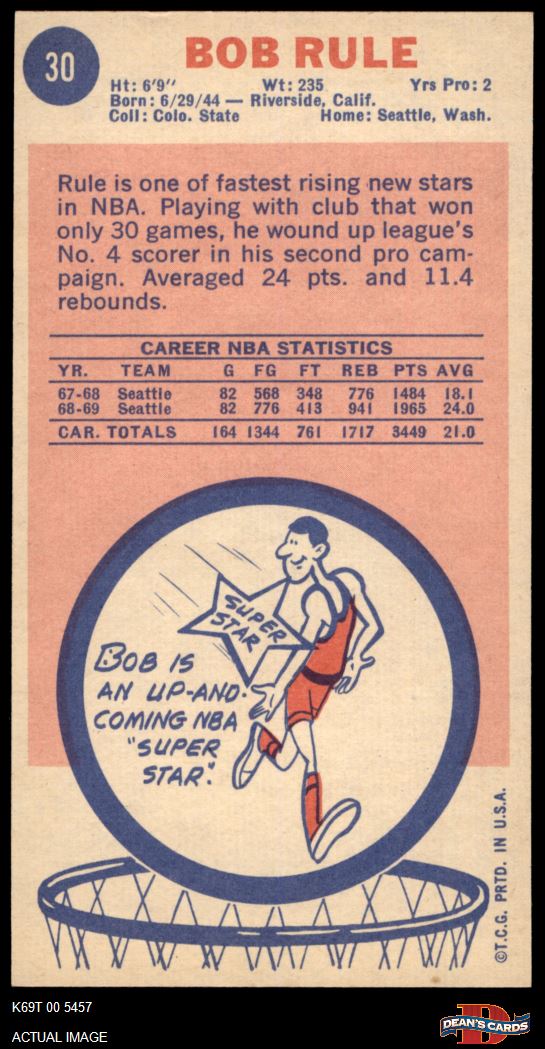 30
BOB RULE
Ht: 6'9" Wt: 235 Yrs Pro: 2
Born: 6/29/44 — Riverside, Calif.
Coll: Colo. State Home: Seattle, Wash.
Rule is one of fastest rising new stars
in NBA. Playing with club that won
only 30 games, he wound up league's
No. 4 scorer in his second pro cam-
paign. Averaged 24 pts. and 11.4
rebounds.
CAREER NBA STATISTICS
YR. TEAM G FG FT REB PTS AVG
67-68 Seattle 82 568 348 776 1484 18.1
68-69 Seattle 82 776 413 941 1965 24.0
CAR. TOTALS 164 1344 761 1717 3449 21.0
SUPER
STAR
BOB IS
AN UP-AND-
COMING NBA
"SUPER
STAR".
©T.C.G. PRTD. IN U.S.A.
K69T 00 5457
ACTUAL IMAGE
D
DEAN'S CARDS